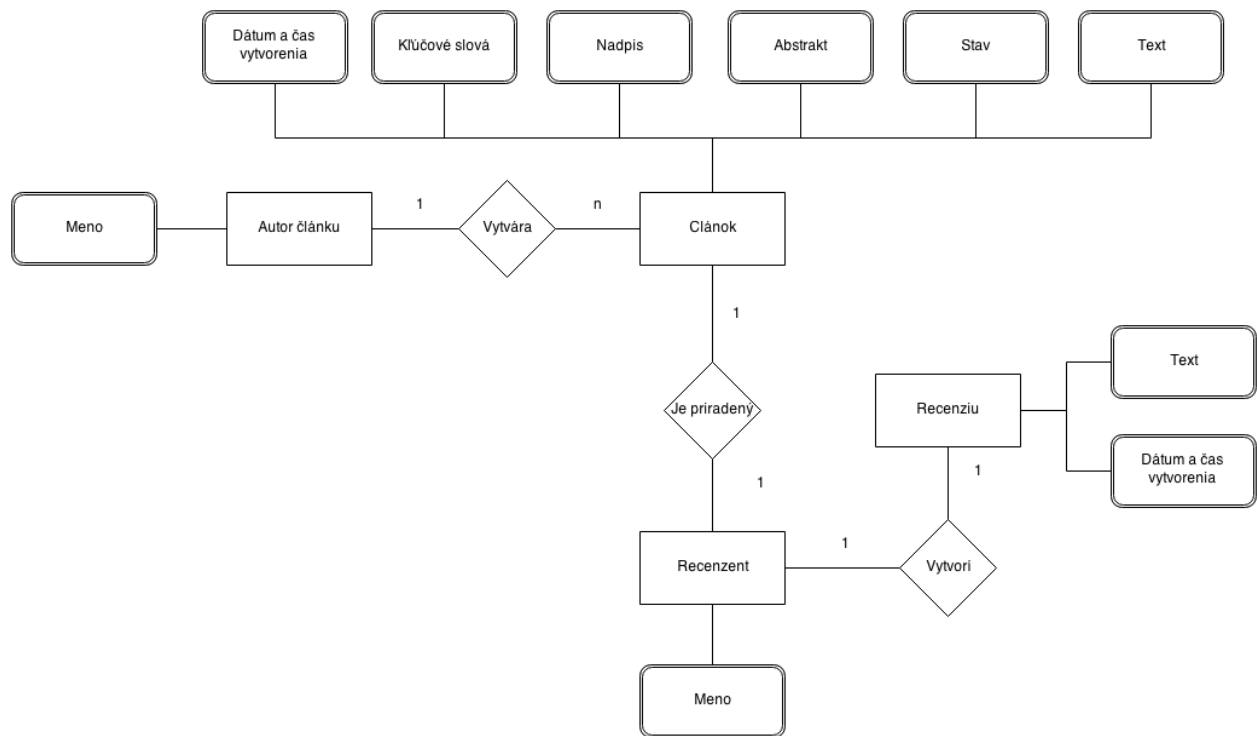 Dátum a čas
vytvorenia
Kľúčové slová
Nadpis
Abstrakt
Stav
Text
Meno
Autor článku
1
Vytvára
n
Clánok
1
Je priradený
1
Recenziu
Text
Dátum a čas
vytvorenia
1
Recenzent
1
Vytvori
Meno